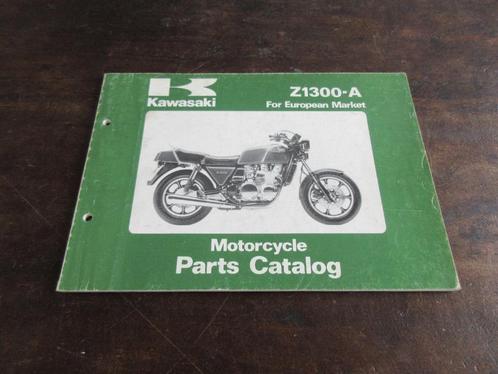 Kawasaki
Z1300-A
For European Market
Motorcycle
Parts Catalog